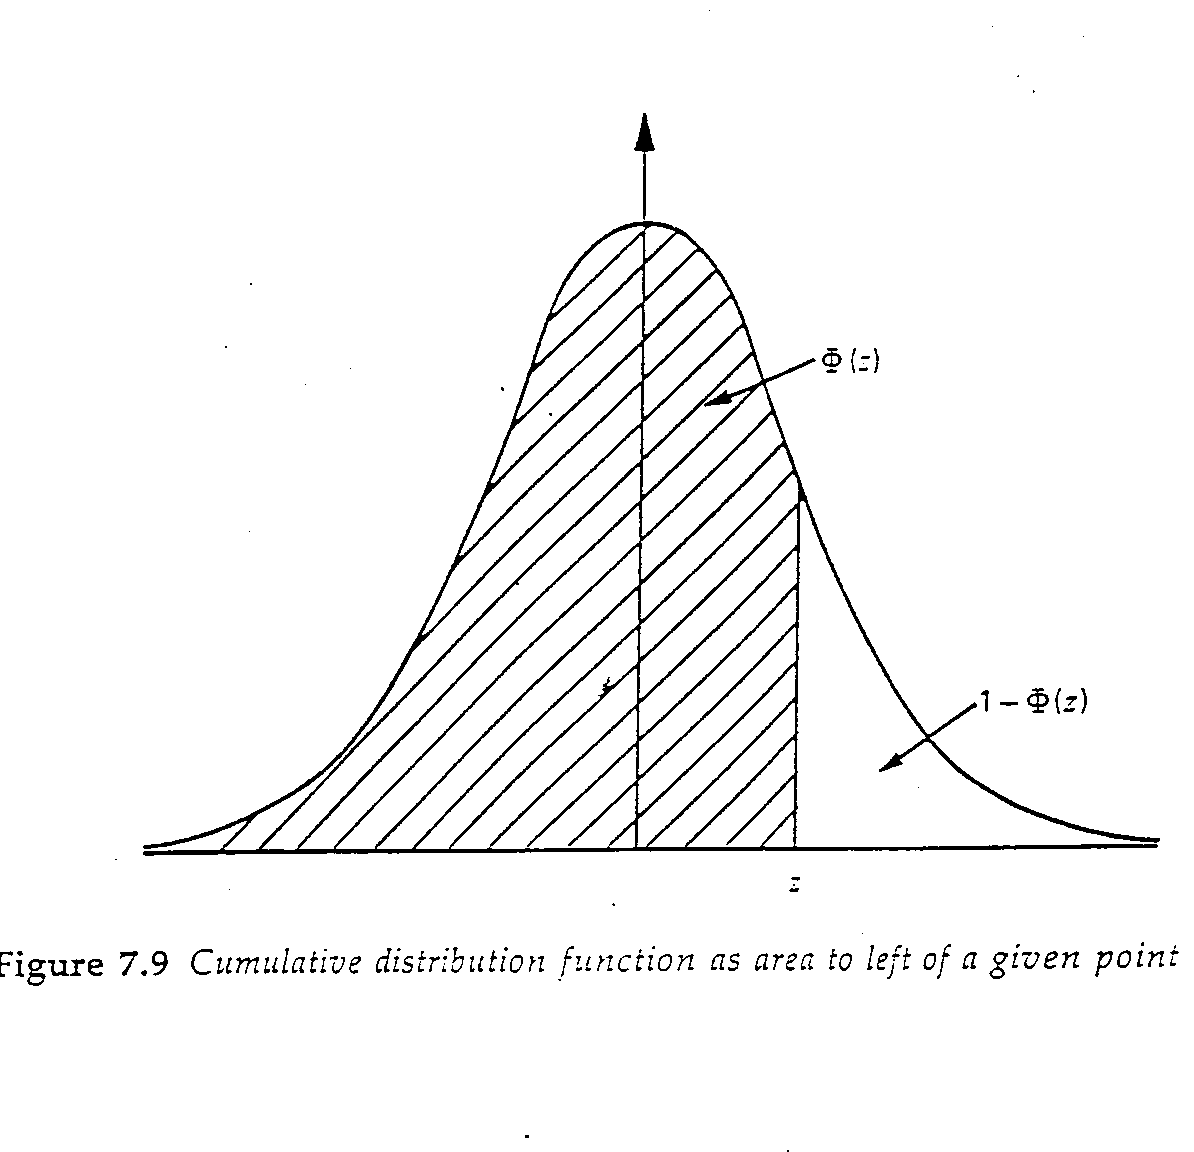 Φ(z)
1 − Φ(z)
z
Figure 7.9 Cumulative distribution function as area to left of a given point